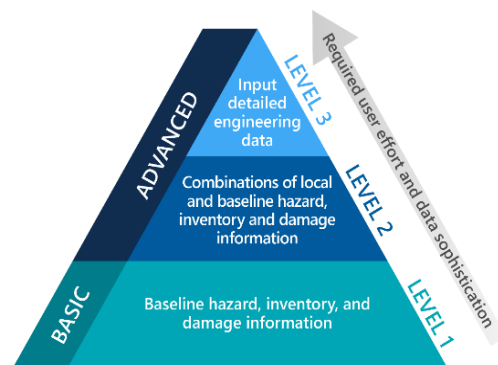 Input
detailed
engineering
data
LEVEL 3
ADVANCED
Combinations of local
and baseline hazard,
inventory and damage
information
LEVEL 2
BASIC
Baseline hazard, inventory, and
damage information
LEVEL 1
Required user effort and data sophistication